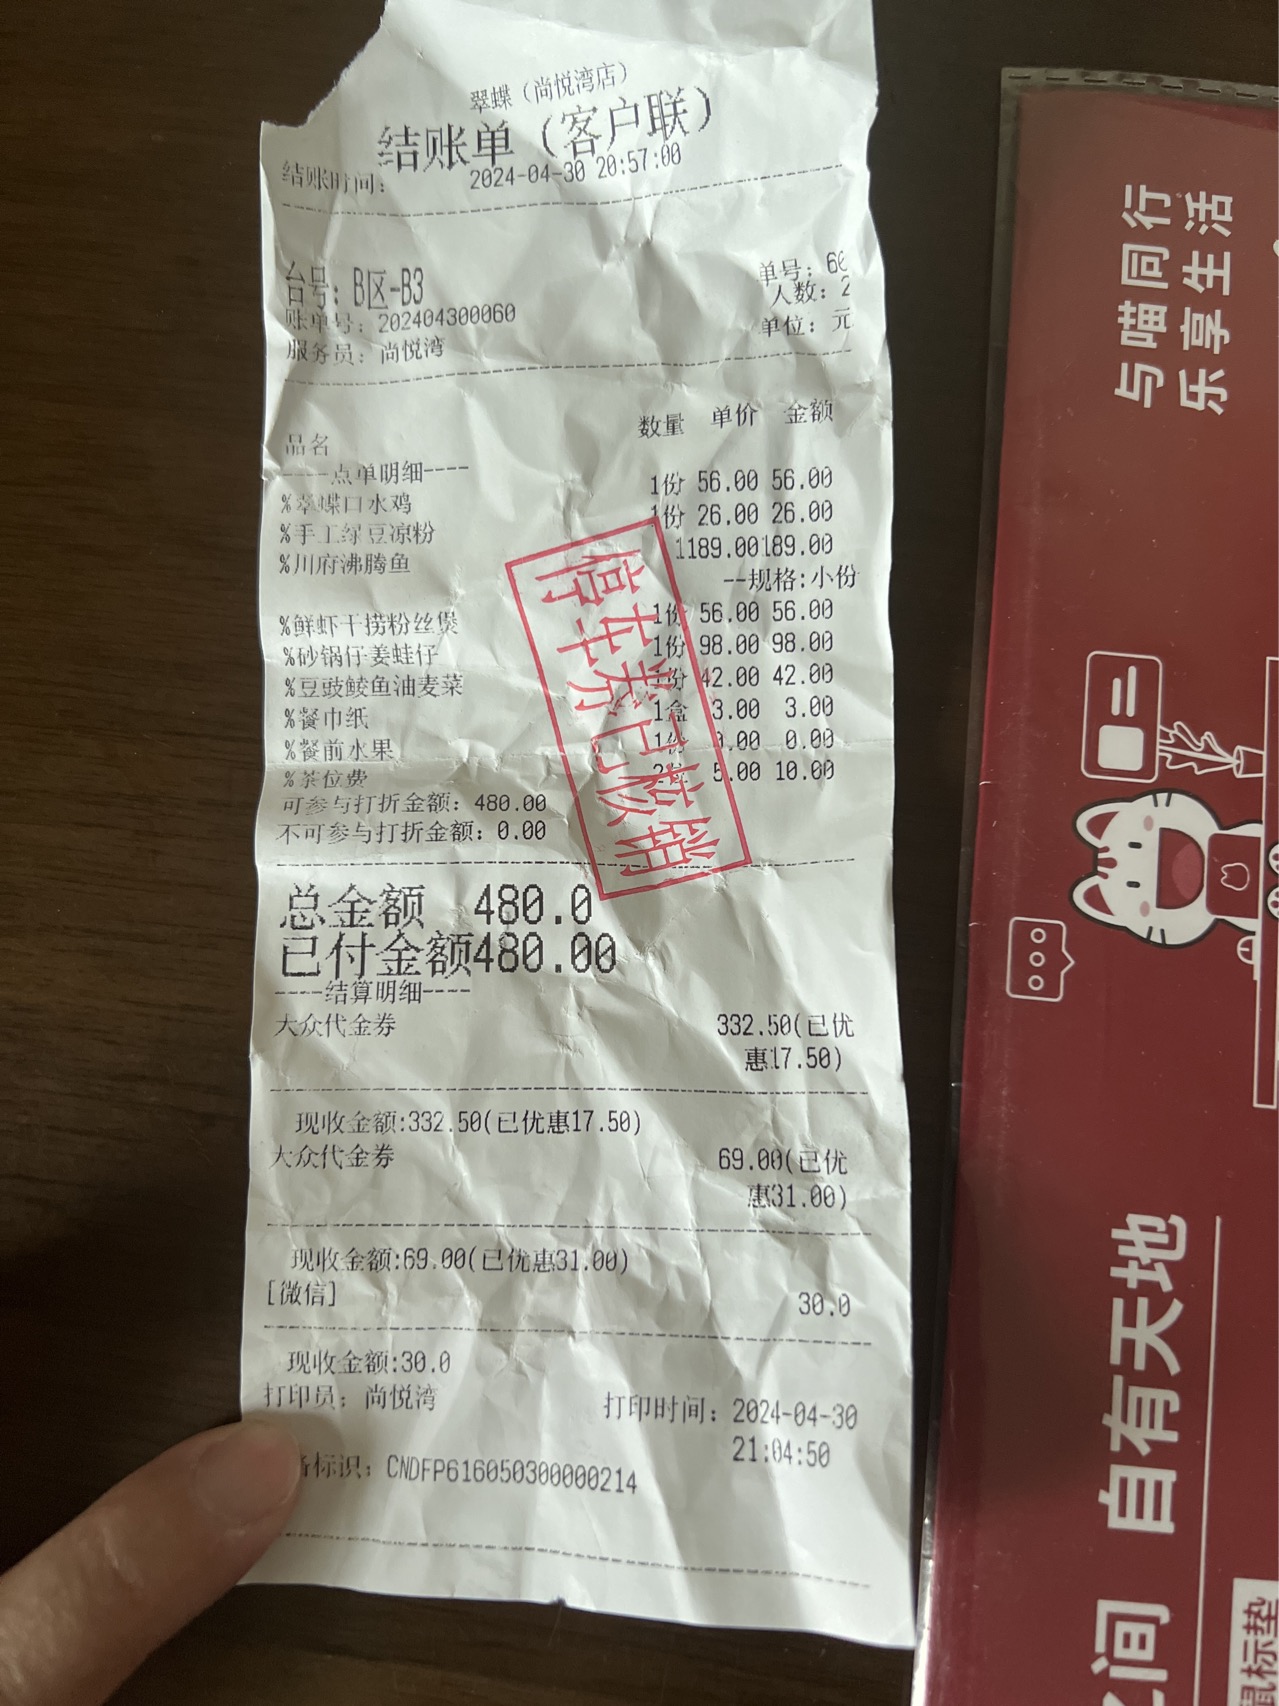 翠蝶（尚悦湾店）
结账单（客户联）
结账时间： 2024-04-30 20:57:00
台号：B区-B3 单号：60
账单号：202404300060 人数：2
服务员：尚悦湾 单位：元
品名 数量 单价 金额
----点单明细----
%翠蝶口水鸡 1份 56.00 56.00
%手工绿豆凉粉 1份 26.00 26.00
%川府沸腾鱼 1189.00189.00
--规格:小份
%鲜虾干捞粉丝煲 1份 56.00 56.00
%砂锅仔姜蛙仔 1份 98.00 98.00
%豆豉鲮鱼油麦菜 1份 42.00 42.00
%餐巾纸 1盒 3.00 3.00
%餐前水果 1份 0.00 0.00
%茶位费 5.00 10.00
可参与打折金额：480.00
不可参与打折金额：0.00
停车券已核销
总金额 480.0
已付金额480.00
----结算明细----
大众代金券 332.50(已优
惠17.50)
现收金额:332.50(已优惠17.50)
大众代金券 69.00(已优
惠31.00)
现收金额:69.00(已优惠31.00)
[微信] 30.0
现收金额:30.0
打印员：尚悦湾 打印时间：2024-04-30
21:04:50
标识：CNDFP616050300000214
与喵同行
乐享生活
自有天地
之间
鼠标垫